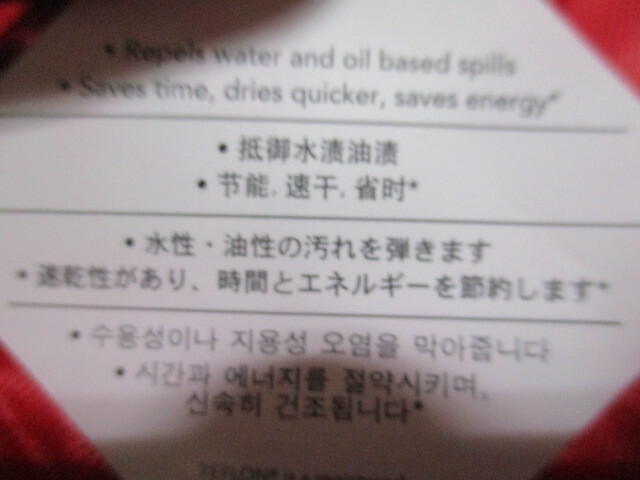 • Repels water and oil based spills
• Saves time, dries quicker, saves energy*
• 抵御水渍油渍
• 节能. 速干. 省时*
• 水性・油性の汚れを弾きます
• 速乾性があり、時間とエネルギーを節約します*
• 수용성이나 지용성 오염을 막아줍니다
• 시간과 에너지를 절약시키며,
신속히 건조됩니다*
TEFLON®